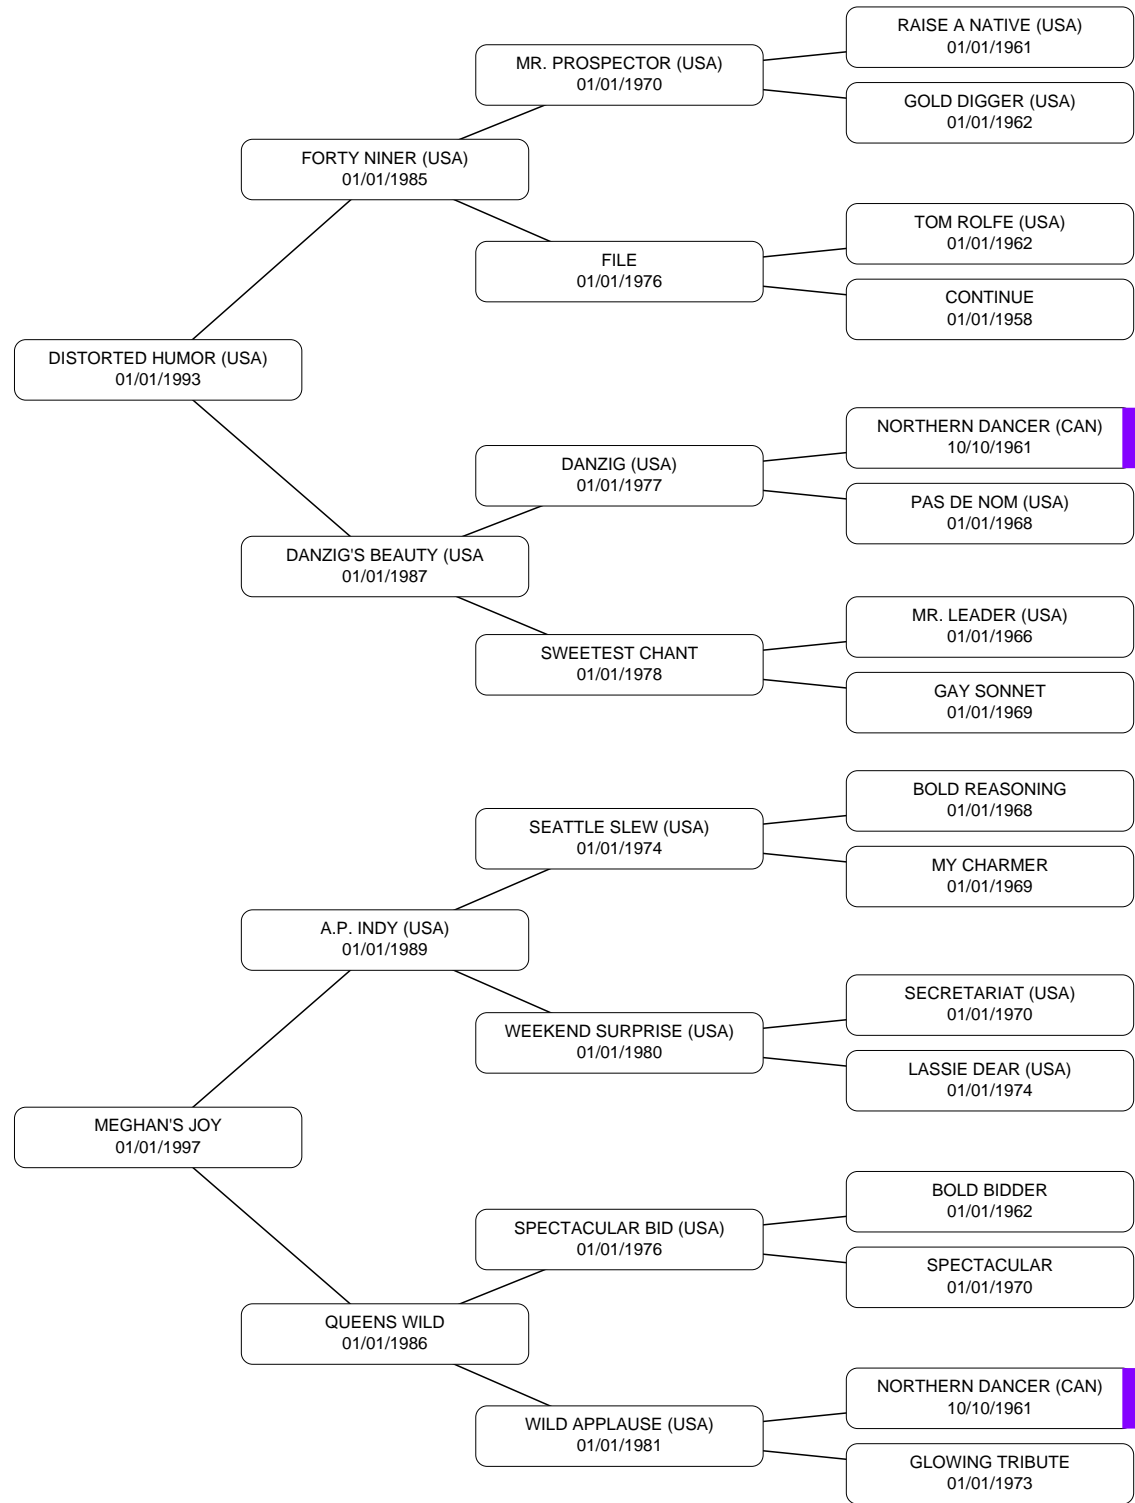 RAISE A NATIVE (USA)
01/01/1961
MR. PROSPECTOR (USA)
01/01/1970
GOLD DIGGER (USA)
01/01/1962
FORTY NINER (USA)
01/01/1985
TOM ROLFE (USA)
01/01/1962
FILE
01/01/1976
CONTINUE
01/01/1958
DISTORTED HUMOR (USA)
01/01/1993
NORTHERN DANCER (CAN)
10/10/1961
DANZIG (USA)
01/01/1977
PAS DE NOM (USA)
01/01/1968
DANZIG'S BEAUTY (USA
01/01/1987
MR. LEADER (USA)
01/01/1966
SWEETEST CHANT
01/01/1978
GAY SONNET
01/01/1969
BOLD REASONING
01/01/1968
SEATTLE SLEW (USA)
01/01/1974
MY CHARMER
01/01/1969
A.P. INDY (USA)
01/01/1989
SECRETARIAT (USA)
01/01/1970
WEEKEND SURPRISE (USA)
01/01/1980
LASSIE DEAR (USA)
01/01/1974
MEGHAN'S JOY
01/01/1997
BOLD BIDDER
01/01/1962
SPECTACULAR BID (USA)
01/01/1976
SPECTACULAR
01/01/1970
QUEENS WILD
01/01/1986
NORTHERN DANCER (CAN)
10/10/1961
WILD APPLAUSE (USA)
01/01/1981
GLOWING TRIBUTE
01/01/1973